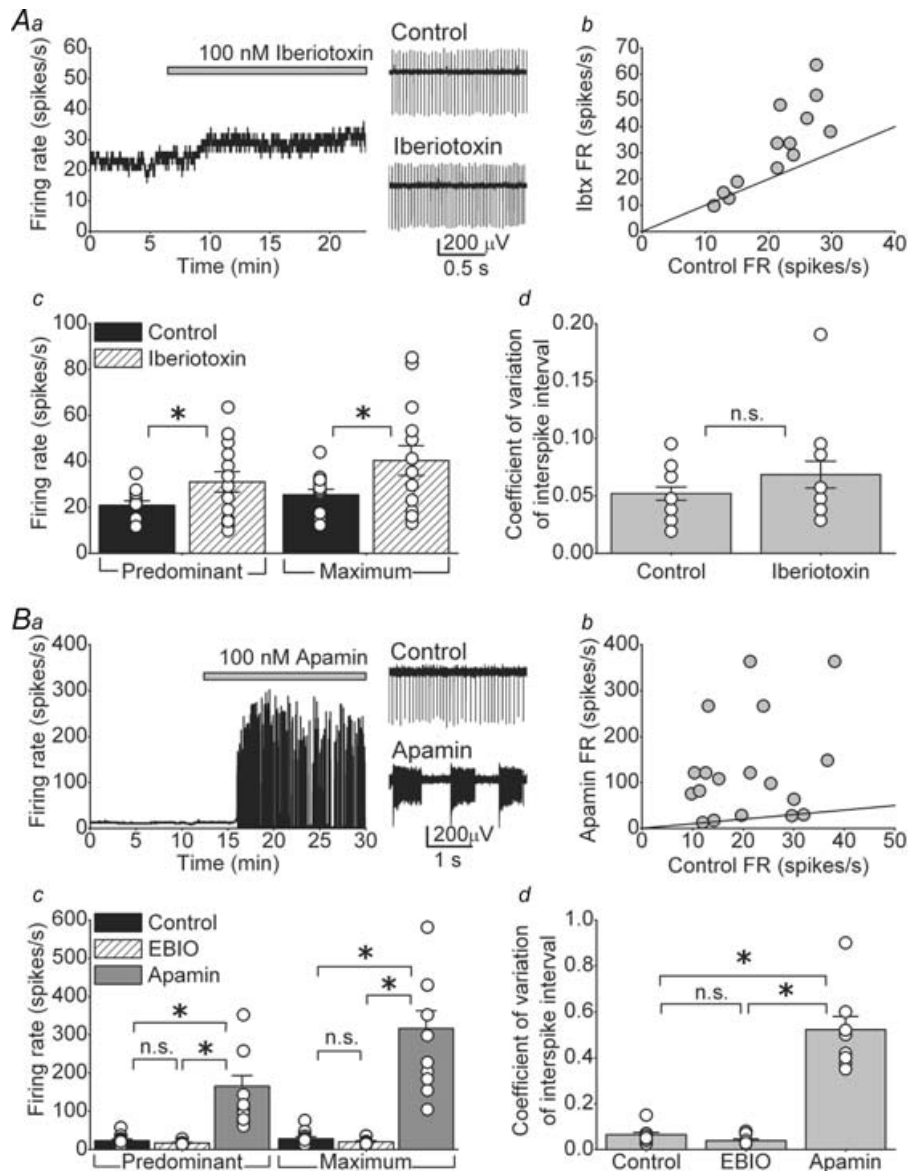 Aa
100 nM Iberiotoxin
Firing rate (spikes/s)
60
50
40
30
20
10
0
0 5 10 15 20
Time (min)
Control
Iberiotoxin
200 µV
0.5 s
b
Ibtx FR (spikes/s)
70
60
50
40
30
20
10
0
0 10 20 30 40
Control FR (spikes/s)
c
Firing rate (spikes/s)
100
80
60
40
20
0
Control
Iberiotoxin
*
*
Predominant Maximum
d
Coefficient of variation
of interspike interval
0.20
0.15
0.10
0.05
0.00
n.s.
Control Iberiotoxin
Ba
100 nM Apamin
Firing rate (spikes/s)
400
300
200
100
0
0 5 10 15 20 25 30
Time (min)
Control
Apamin
200µV
1 s
b
Apamin FR (spikes/s)
400
300
200
100
0
0 10 20 30 40 50
Control FR (spikes/s)
c
Firing rate (spikes/s)
600
500
400
300
200
100
0
Control
EBIO
Apamin
*
n.s. *
*
*
n.s.
Predominant Maximum
d
Coefficient of variation
of interspike interval
1.0
0.8
0.6
0.4
0.2
0.0
*
n.s. *
Control EBIO Apamin